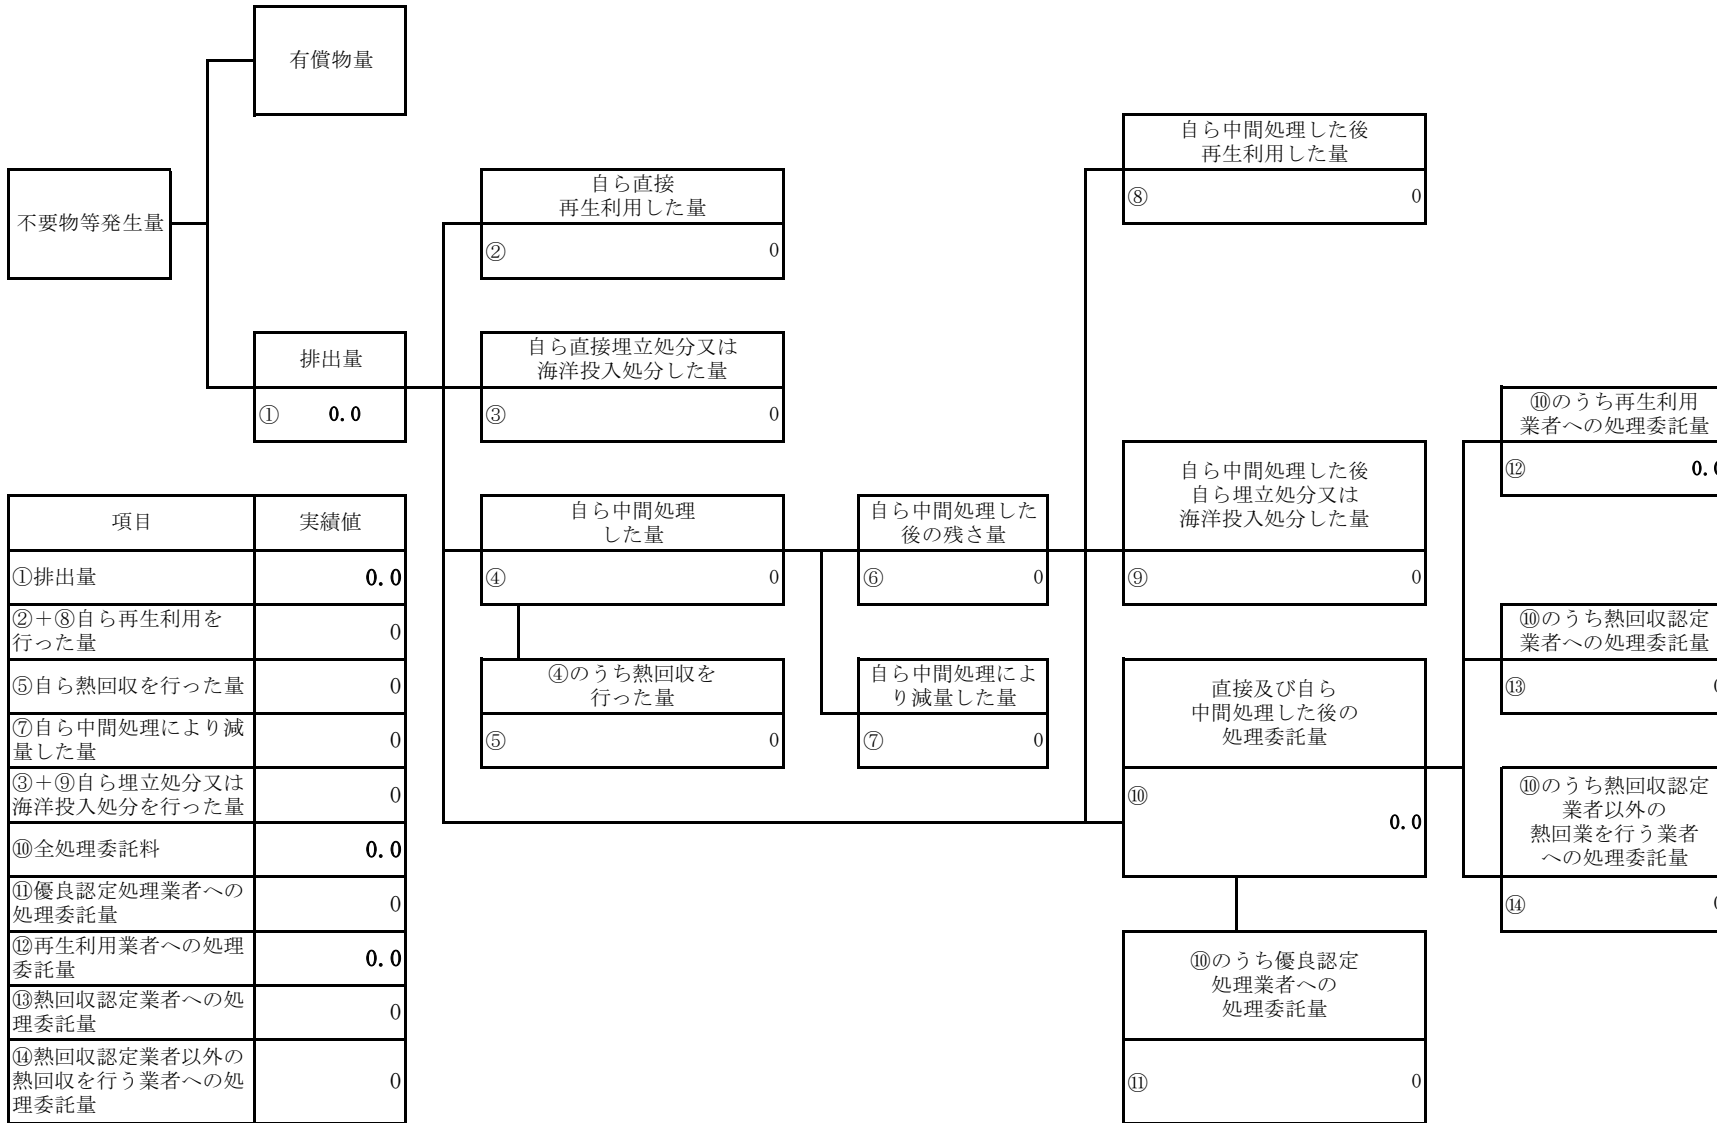 有償物量
不要物等発生量
排出量
① 0.0
自ら直接
再生利用した量
② 0
自ら直接埋立処分又は
海洋投入処分した量
③ 0
自ら中間処理
した量
④ 0
④のうち熱回収を
行った量
⑤ 0
自ら中間処理した
後の残さ量
⑥ 0
自ら中間処理によ
り減量した量
⑦ 0
自ら中間処理した後
再生利用した量
⑧ 0
自ら中間処理した後
自ら埋立処分又は
海洋投入処分した量
⑨ 0
直接及び自ら
中間処理した後の
処理委託量
⑩
0.0
⑩のうち優良認定
処理業者への
処理委託量
⑪ 0
⑩のうち再生利用
業者への処理委託量
⑫ 0.0
⑩のうち熱回収認定
業者への処理委託量
⑬ 0
⑩のうち熱回収認定
業者以外の
熱回業を行う業者
への処理委託量
⑭ 0
項目 実績値
①排出量 0.0
②＋⑧自ら再生利用を
行った量 0
⑤自ら熱回収を行った量 0
⑦自ら中間処理により減
量した量 0
③＋⑨自ら埋立処分又は
海洋投入処分を行った量 0
⑩全処理委託料 0.0
⑪優良認定処理業者への
処理委託量 0
⑫再生利用業者への処理
委託量 0.0
⑬熱回収認定業者への処
理委託量 0
⑭熱回収認定業者以外の
熱回収を行う業者への処
理委託量 0